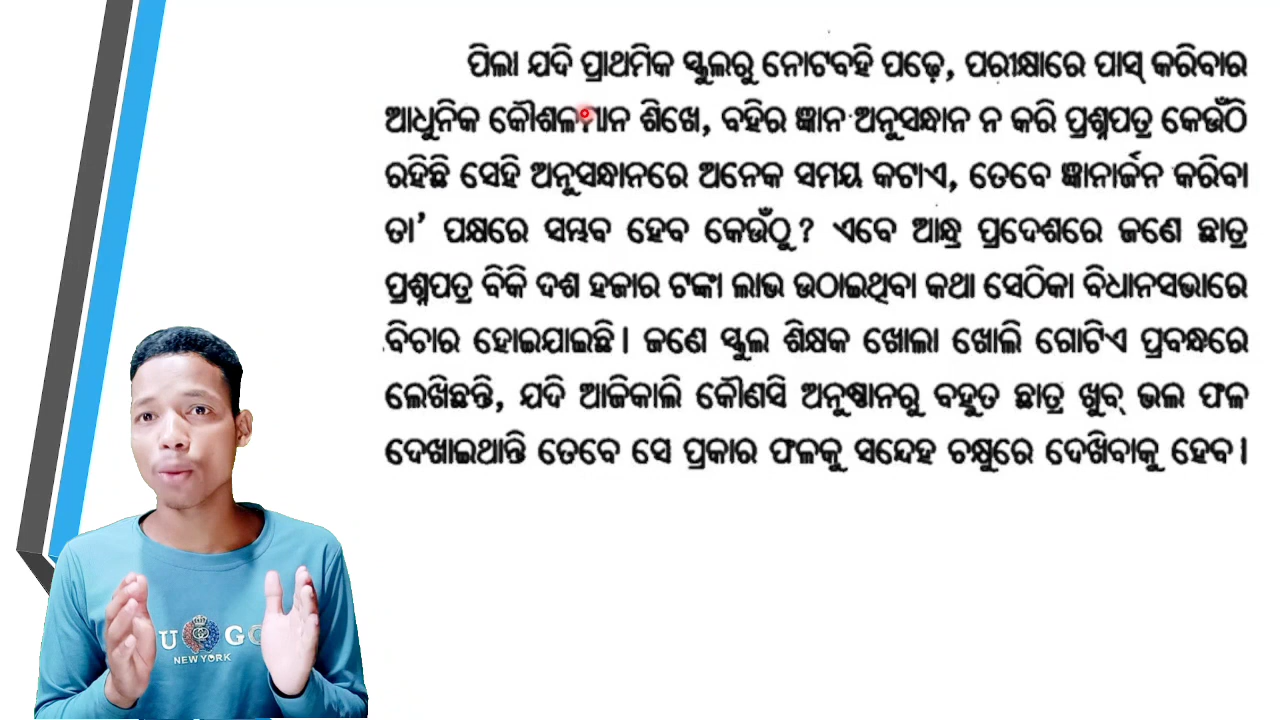 ପିଲା ଯଦି ପ୍ରାଥମିକ ସ୍କୁଲରୁ ନୋଟବହି ପଢ଼େ, ପରୀକ୍ଷାରେ ପାସ୍ କରିବାର
ଆଧୁନିକ କୌଶଳମାନ ଶିଖେ, ବହିର ଜ୍ଞାନ ଅନୁସନ୍ଧାନ ନ କରି ପ୍ରଶ୍ନପତ୍ର କେଉଁଠି
ରହିଛି ସେହି ଅନୁସନ୍ଧାନରେ ଅନେକ ସମୟ କଟାଏ, ତେବେ ଜ୍ଞାନାର୍ଜନ କରିବା
ତା’ ପକ୍ଷରେ ସମ୍ଭବ ହେବ କେଉଁଠୁ ? ଏବେ ଆନ୍ଧ୍ର ପ୍ରଦେଶରେ ଜଣେ ଛାତ୍ର
ପ୍ରଶ୍ନପତ୍ର ବିକି ଦଶ ହଜାର ଟଙ୍କା ଲାଭ ଉଠାଇଥିବା କଥା ସେଠିକା ବିଧାନସଭାରେ
ବିଚାର ହୋଇଯାଇଛି। ଜଣେ ସ୍କୁଲ ଶିକ୍ଷକ ଖୋଲା ଖୋଲି ଗୋଟିଏ ପ୍ରବନ୍ଧରେ
ଲେଖିଛନ୍ତି, ଯଦି ଆଜିକାଲି କୌଣସି ଅନୁଷ୍ଠାନରୁ ବହୁତ ଛାତ୍ର ଖୁବ୍ ଭଲ ଫଳ
ଦେଖାଇଥାନ୍ତି ତେବେ ସେ ପ୍ରକାର ଫଳକୁ ସନ୍ଦେହ ଚକ୍ଷୁରେ ଦେଖିବାକୁ ହେବ।
NEW YORK